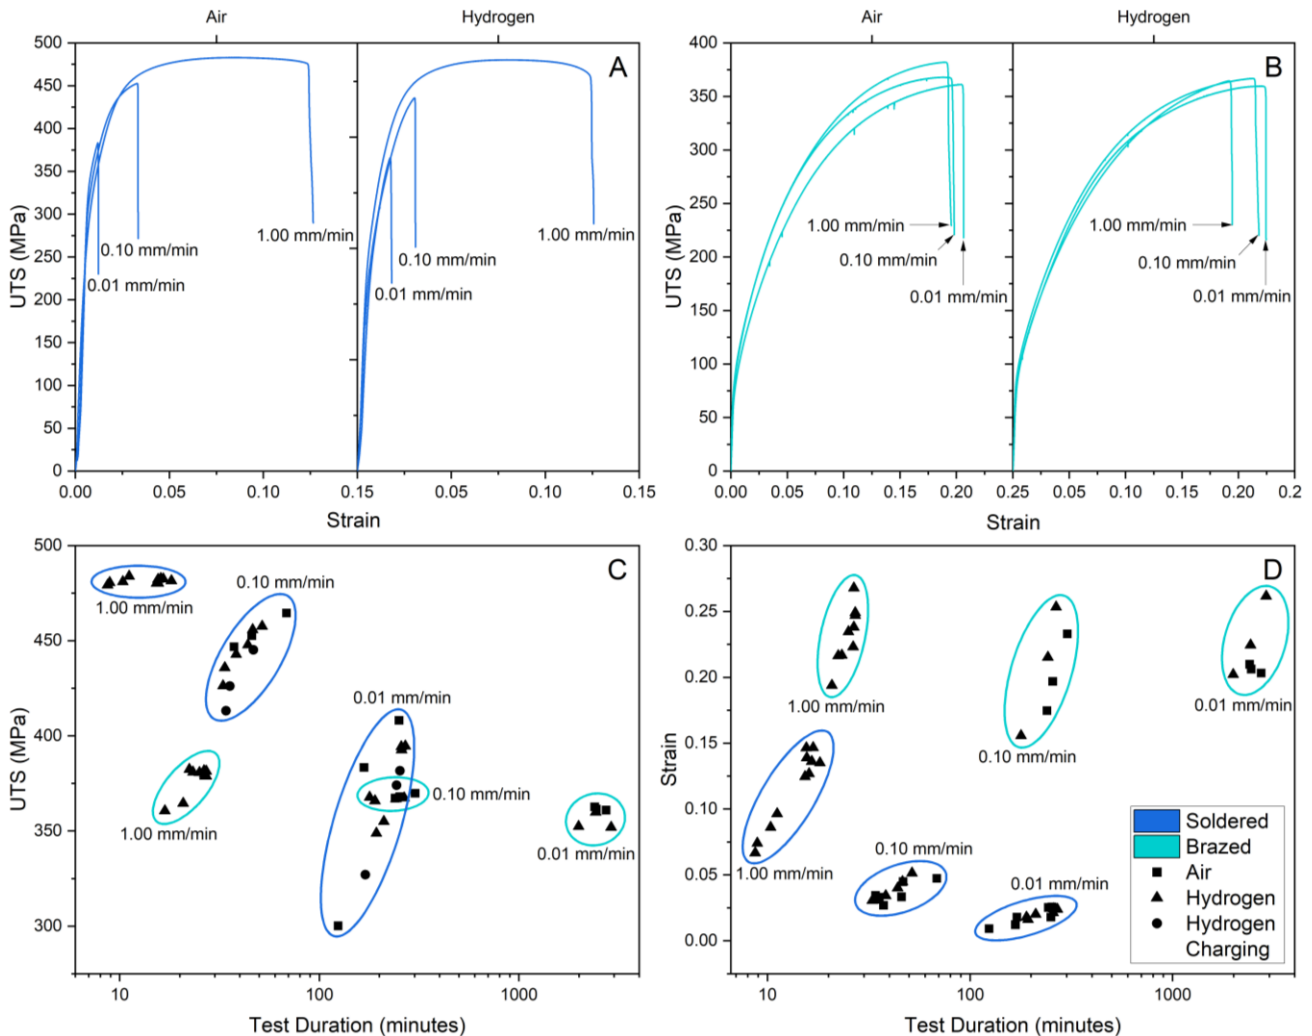 Air
Hydrogen
Air
Hydrogen
500
450
400
350
300
250
200
150
100
50
0
UTS (MPa)
A
0.10 mm/min
0.01 mm/min
1.00 mm/min
0.10 mm/min
0.01 mm/min
1.00 mm/min
0.00
0.05
0.10
0.15
0.05
0.10
0.15
Strain
400
350
300
250
200
150
100
50
0
UTS (MPa)
B
1.00 mm/min
0.10 mm/min
0.01 mm/min
1.00 mm/min
0.10 mm/min
0.01 mm/min
0.00
0.05
0.10
0.15
0.20
0.25
0.05
0.10
0.15
0.20
0.2
Strain
500
450
400
350
300
UTS (MPa)
C
1.00 mm/min
0.10 mm/min
0.01 mm/min
1.00 mm/min
0.10 mm/min
0.01 mm/min
10
100
1000
Test Duration (minutes)
0.30
0.25
0.20
0.15
0.10
0.05
0.00
Strain
D
1.00 mm/min
0.10 mm/min
0.01 mm/min
1.00 mm/min
0.10 mm/min
0.01 mm/min
Soldered
Brazed
Air
Hydrogen
Hydrogen
Charging
10
100
1000
Test Duration (minutes)